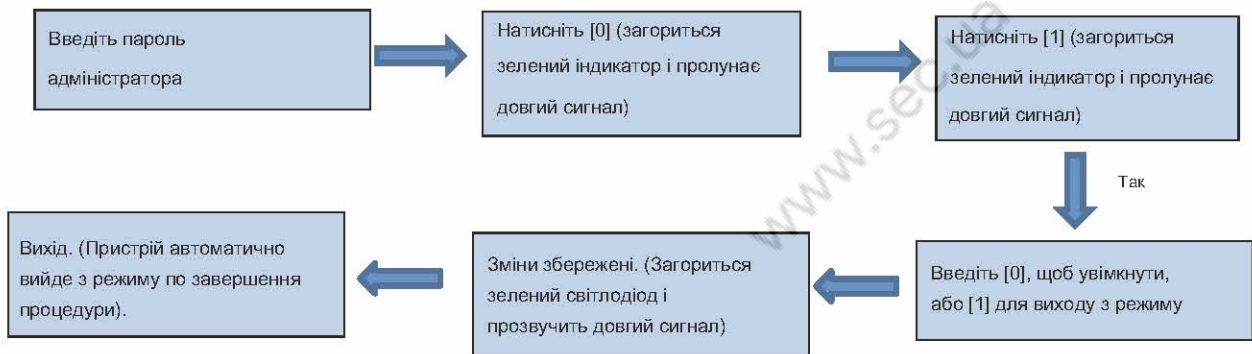 Введіть пароль
адміністратора
Натисніть [0] (загориться
зелений індикатор і пролунає
довгий сигнал)
Натисніть [1] (загориться
зелений індикатор і пролунає
довгий сигнал)
Так
Введіть [0], щоб увімкнути,
або [1] для виходу з режиму
Зміни збережені. (Загориться
зелений світлодіод і
прозвучить довгий сигнал)
Вихід. (Пристрій автоматично
вийде з режиму по завершення
процедури).
www.sec.ua